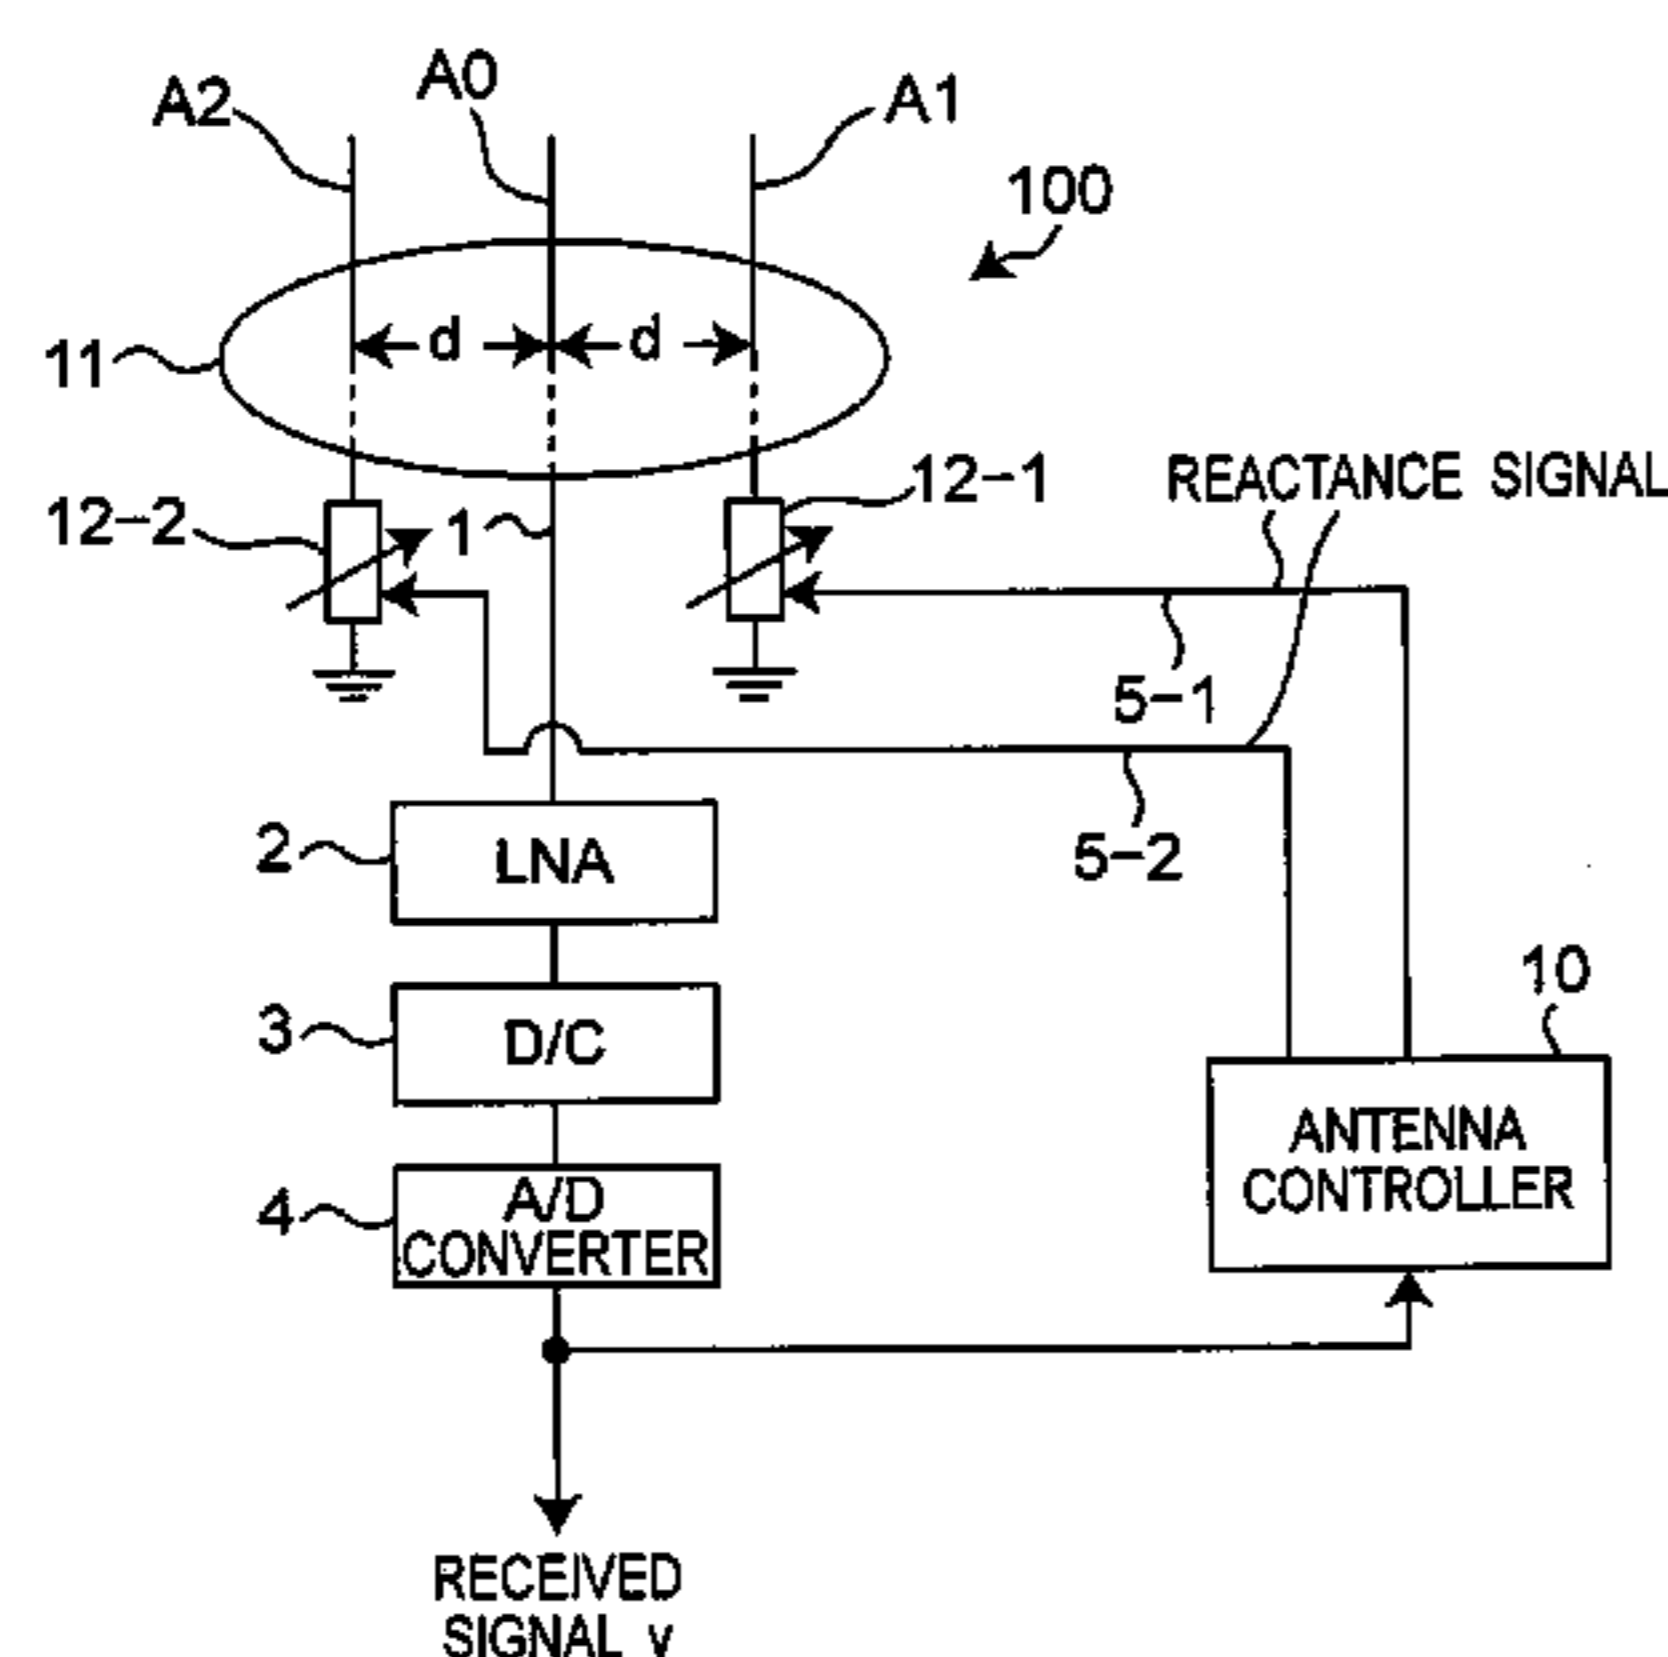 A2
A0
A1
100
11
d
d
12-2
1
12-1
REACTANCE SIGNAL
5-1
5-2
2
LNA
3
D/C
10
4
A/D
CONVERTER
ANTENNA
CONTROLLER
RECEIVED
SIGNAL v